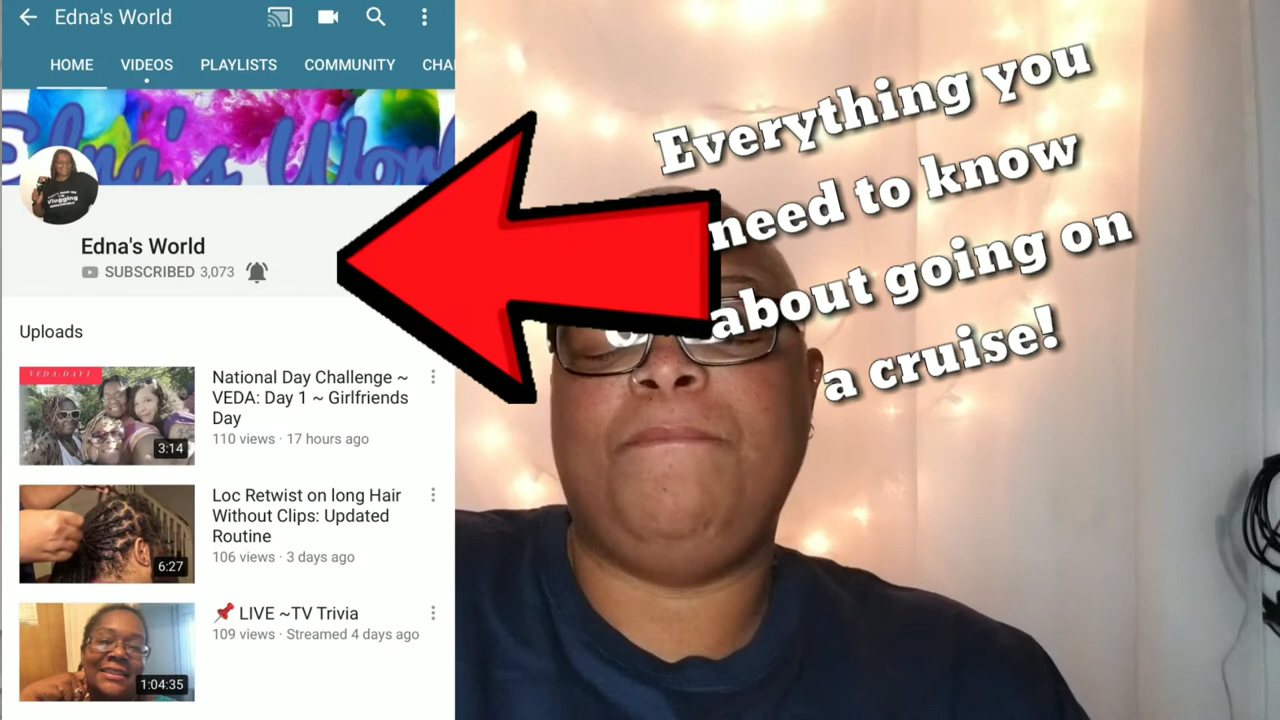 Edna's World
HOME VIDEOS PLAYLISTS COMMUNITY CHA
Edna's World
Vlogging
Edna's World
SUBSCRIBED 3,073
Uploads
VEDA: DAY 1
3:14
National Day Challenge ~
VEDA: Day 1 ~ Girlfriends
Day
110 views · 17 hours ago
6:27
Loc Retwist on long Hair
Without Clips: Updated
Routine
106 views · 3 days ago
1:04:35
📌 LIVE ~TV Trivia
109 views · Streamed 4 days ago
Everything you
need to know
about going on
a cruise!